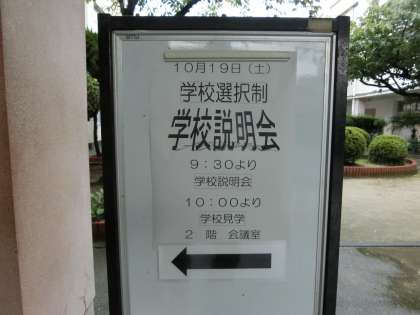 10月19日(土)
学校選択制
学校説明会
9:30より
学校説明会
10:00より
学校見学
2 階 会議室